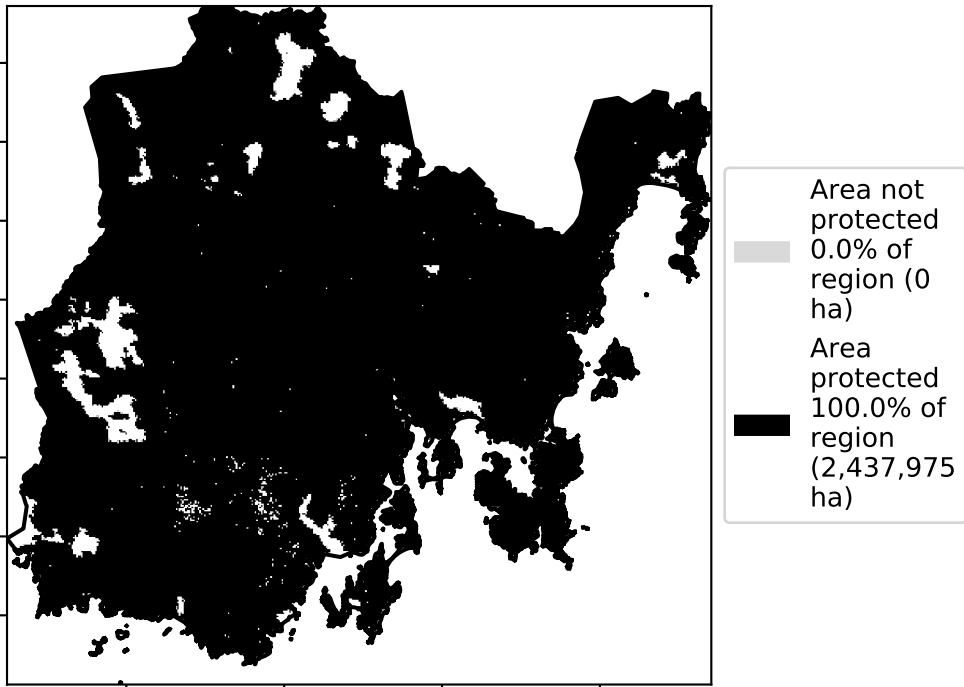 Area not
protected
0.0% of
region (0
ha)
Area
protected
100.0% of
region
(2,437,975
ha)